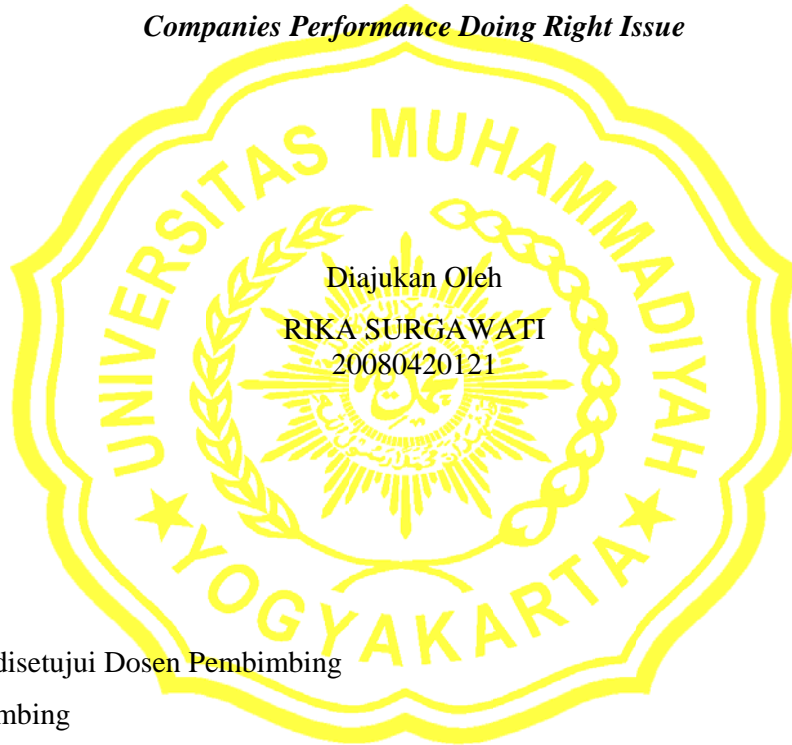 Companies Performance Doing Right Issue
UNIVERSITAS MUHAMMADIYAH
Diajukan Oleh
RIKA SURGAWATI
20080420121
YOGYAKARTA
disetujui Dosen Pembimbing
mbing